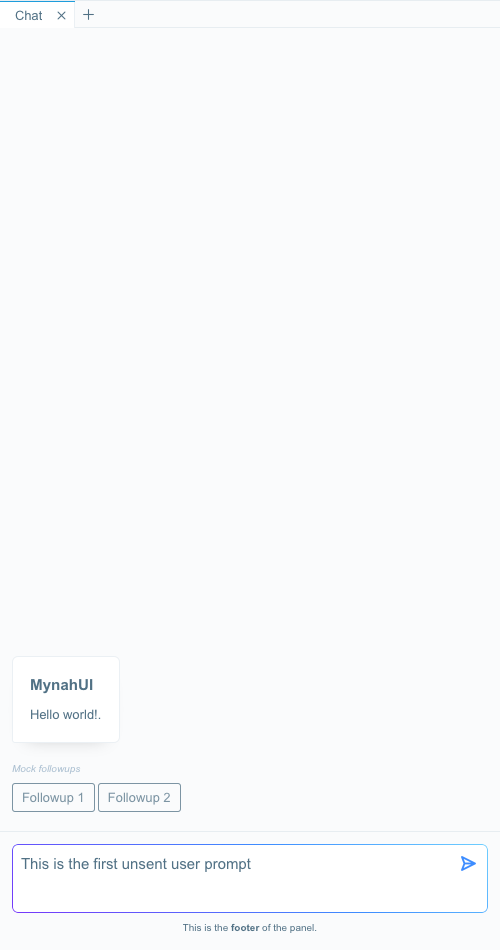 Chat
MynahUI
Hello world!.
Mock followups
Followup 1 Followup 2
This is the first unsent user prompt
This is the footer of the panel.